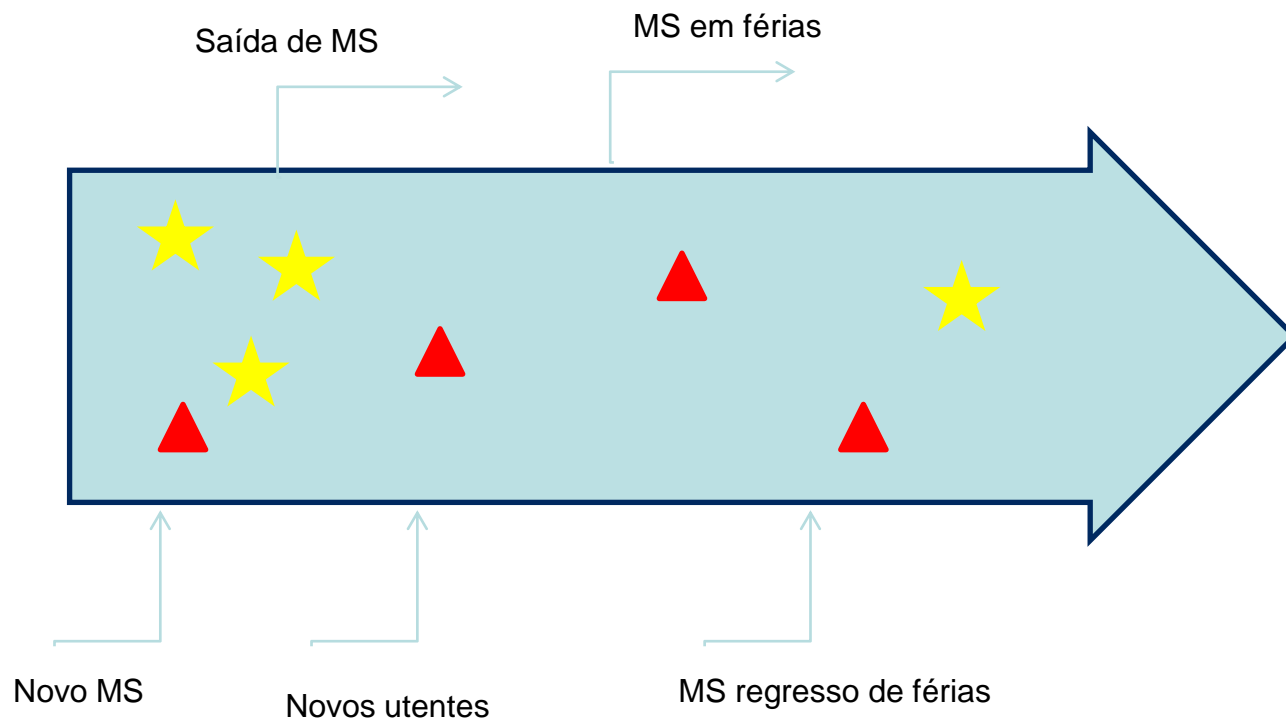 Saída de MS
MS em férias
Novo MS
Novos utentes
MS regresso de férias